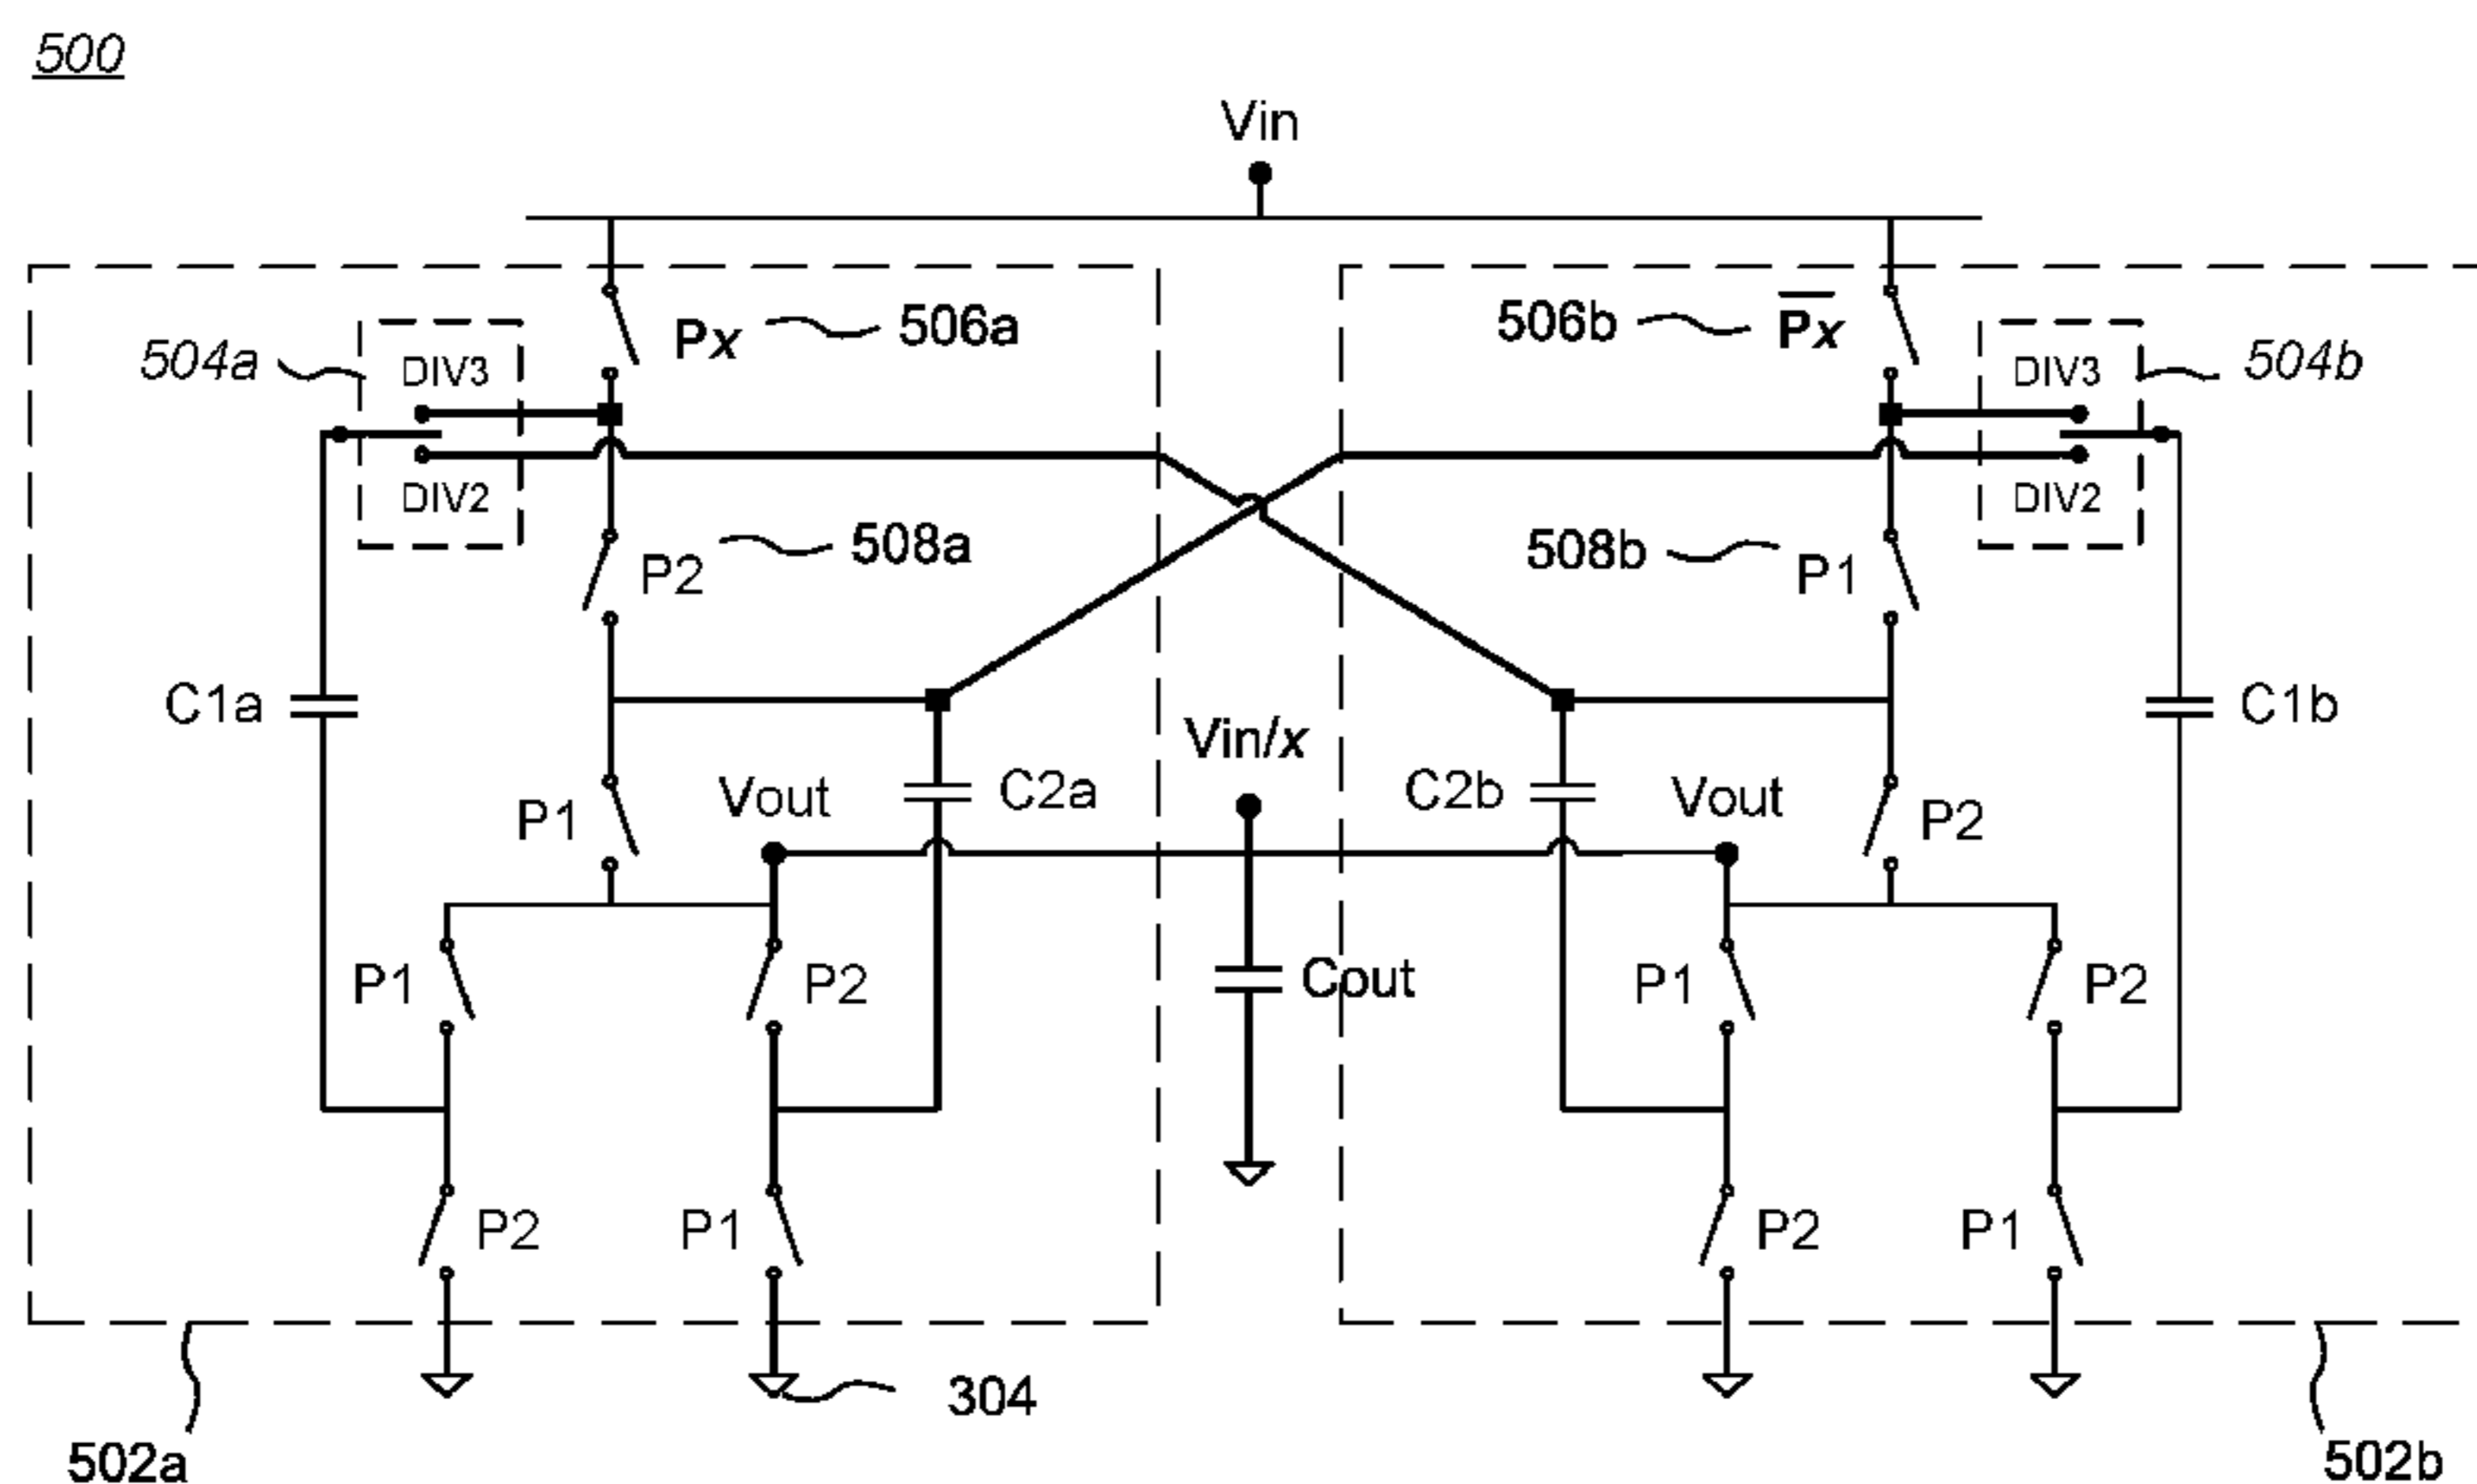 500
Vin
506a
Px
506b
Px
504a
DIV3
DIV2
DIV3
DIV2
504b
508a
P2
508b
P1
C1a
C1b
Vin/x
P1
Vout
C2a
C2b
Vout
P2
P1
P2
Cout
P1
P2
P2
P1
P2
P1
304
502a
502b